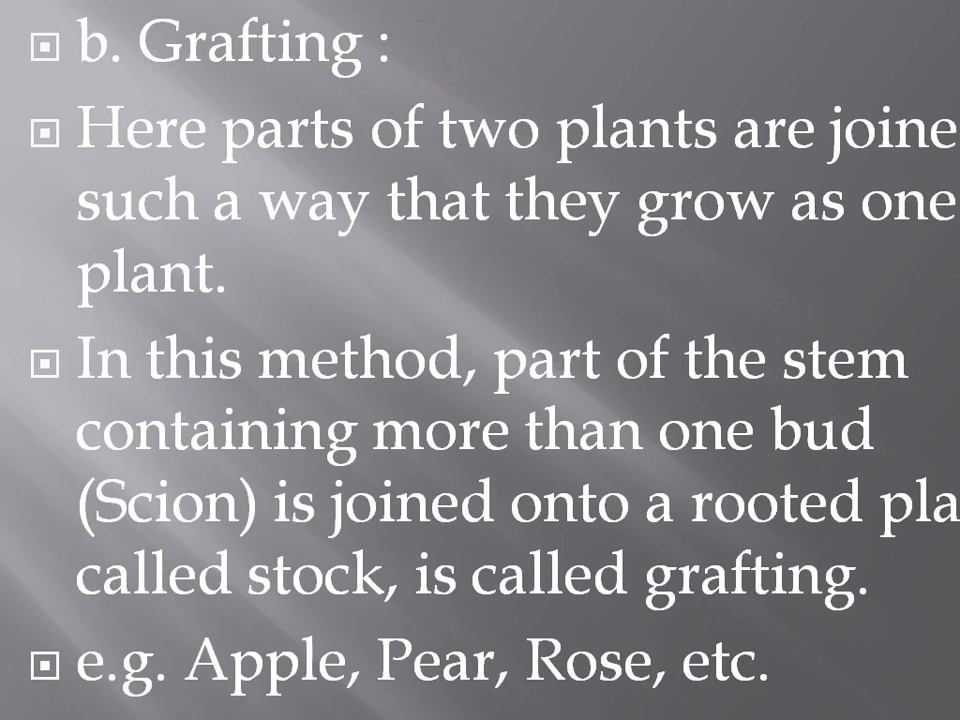 b. Grafting :
Here parts of two plants are joine
such a way that they grow as one
plant.
In this method, part of the stem
containing more than one bud
(Scion) is joined onto a rooted pla
called stock, is called grafting.
e.g. Apple, Pear, Rose, etc.